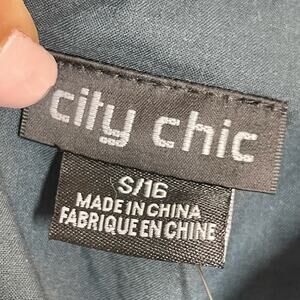 city chic
S/16
MADE IN CHINA
FABRIQUE EN CHINE